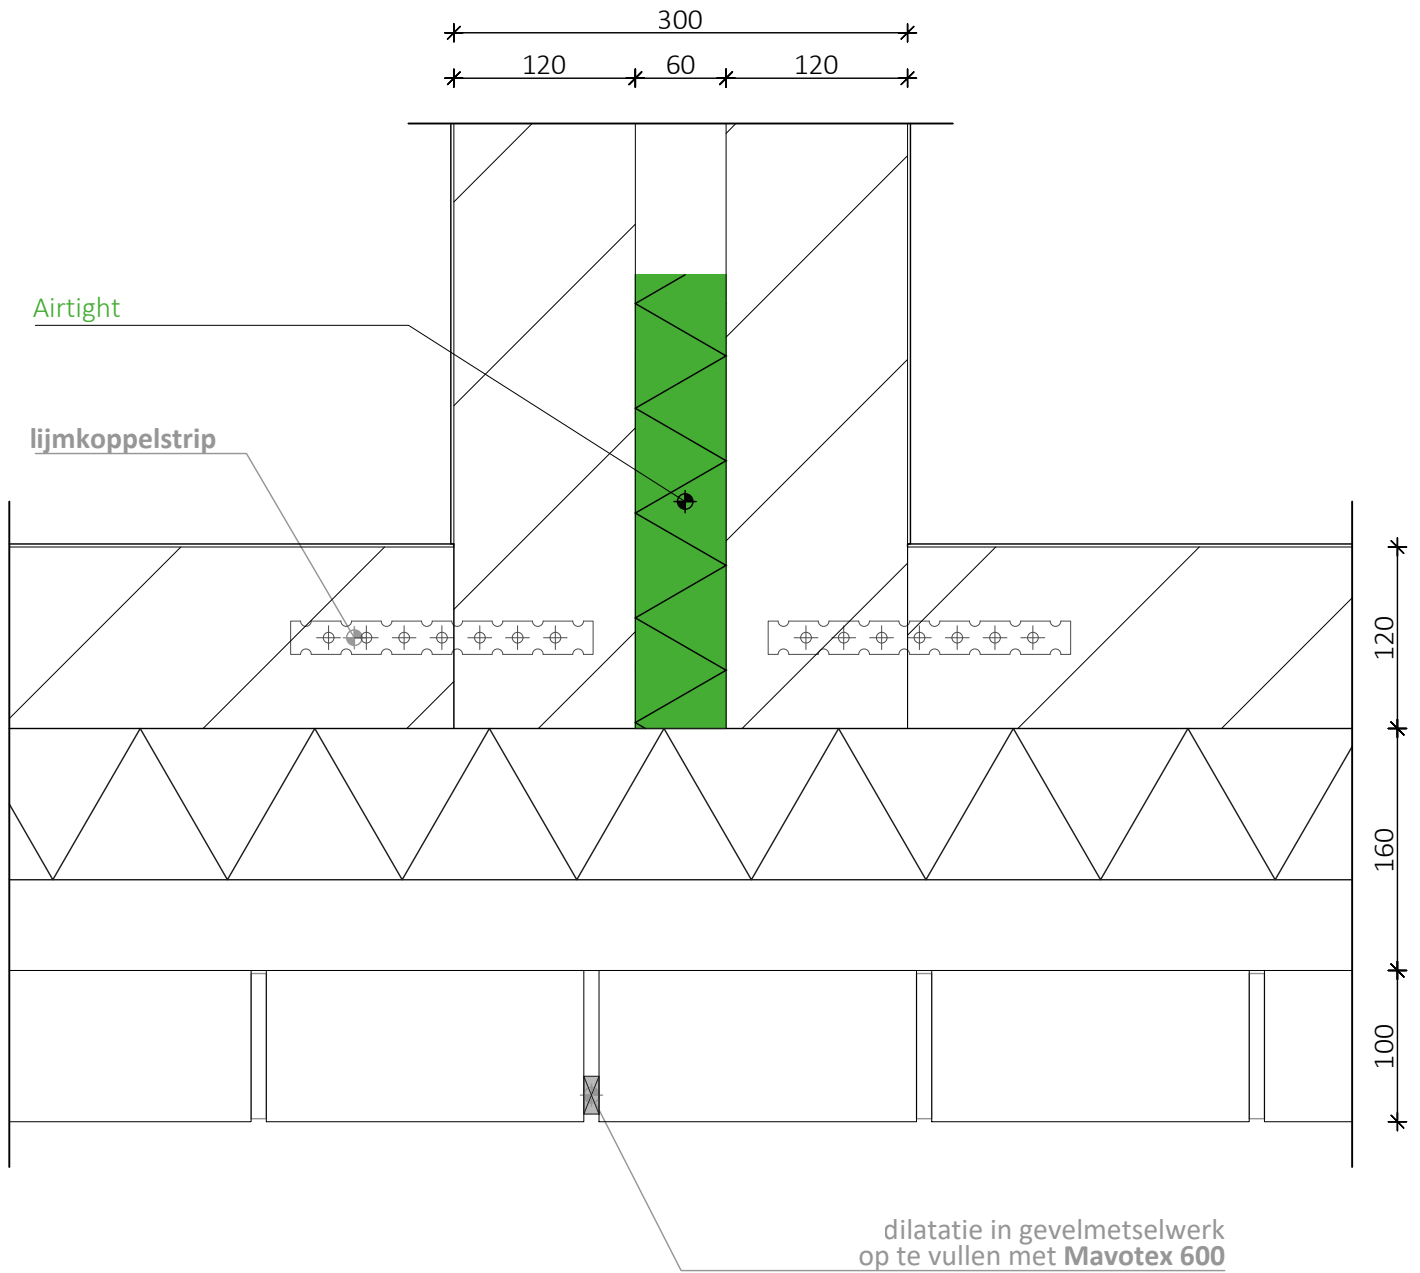 300
120 60 120
Airtight
lijmkoppelstrip
120
160
100
dilatatie in gevelmetselwerk
op te vullen met Mavotex 600